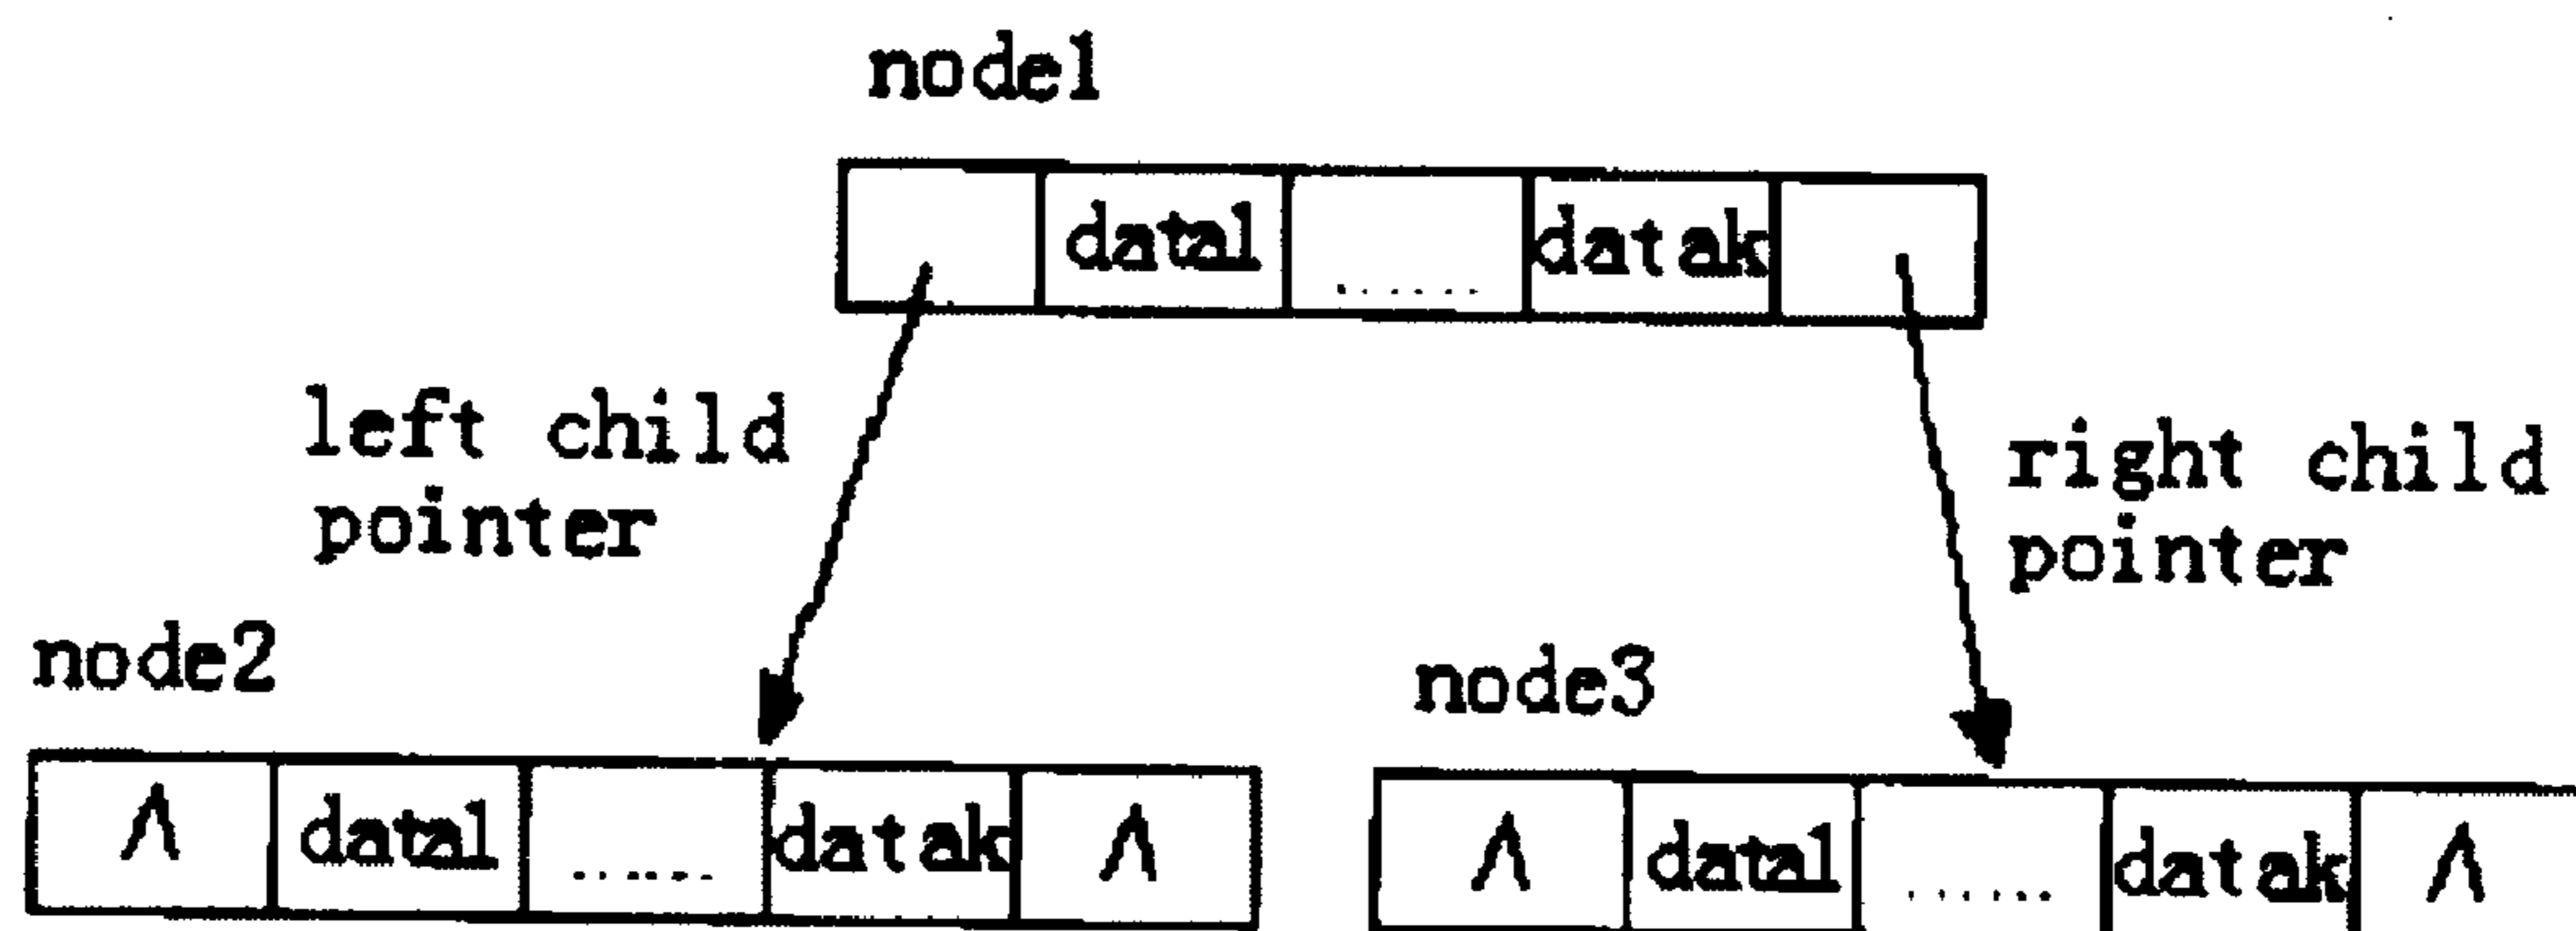 node1
data1 ...... datak
left child
pointer
right child
pointer
node2
node3
Λ data1 ...... datak Λ
Λ data1 ...... datak Λ